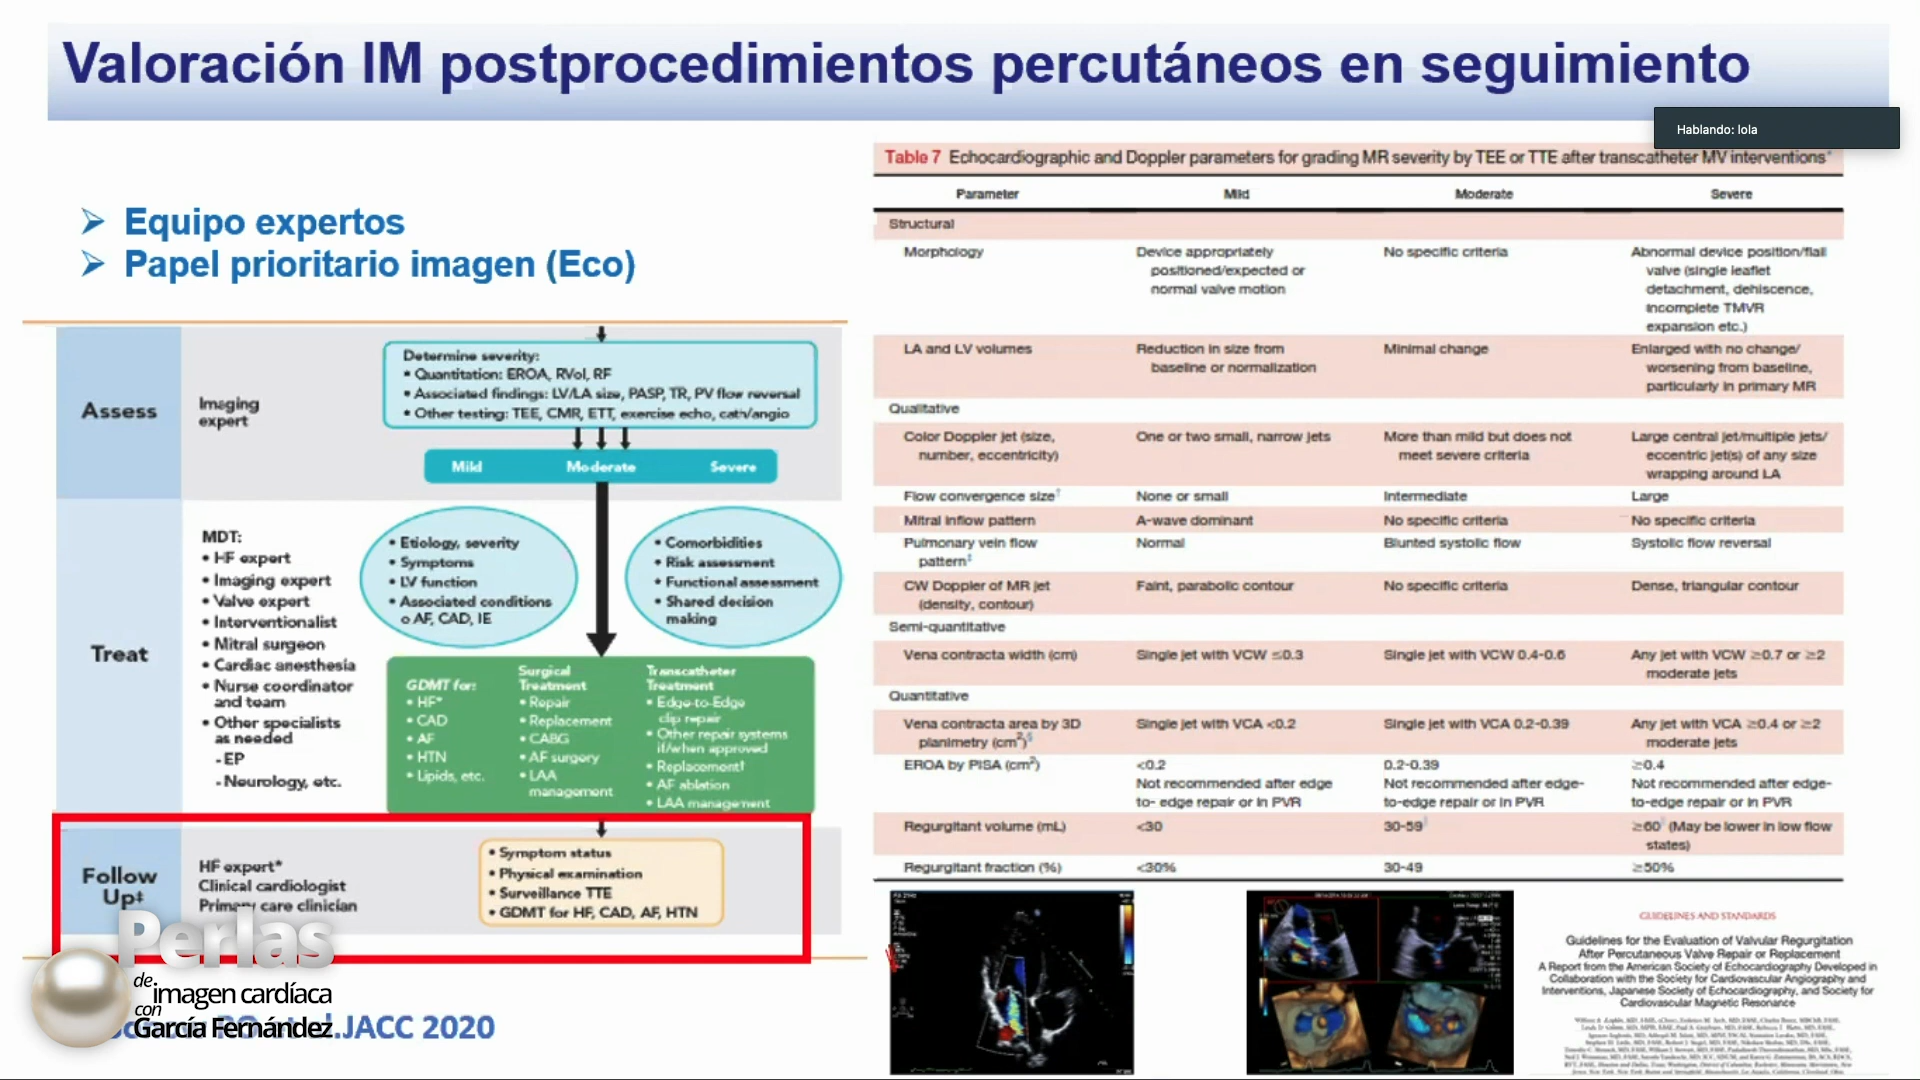 Valoración IM postprocedimientos percutáneos en seguimiento
Hablando: lola
Equipo expertos
Papel prioritario imagen (Eco)
Assess
Imaging
expert
Determine severity:
• Quantitation: EROA, RVol, RF
• Associated findings: LV/LA size, PASP, TR, PV flow reversal
• Other testing: TEE, CMR, ETT, exercise echo, cath/angio
Mild Moderate Severe
Treat
MDT:
• HF expert
• Imaging expert
• Valve expert
• Interventionalist
• Mitral surgeon
• Cardiac anesthesia
• Nurse coordinator
and team
• Other specialists
as needed
- EP
- Neurology, etc.
• Etiology, severity
• Symptoms
• LV function
• Associated conditions
o AF, CAD, IE
• Comorbidities
• Risk assessment
• Functional assessment
• Shared decision
making
GDMT for:
• HF*
• CAD
• AF
• HTN
• Lipids, etc.
Surgical
Treatment
• Repair
• Replacement
• CABG
• AF surgery
• LAA
management
Transcatheter
Treatment
• Edge-to-Edge
clip repair
• Other repair systems
if/when approved
• Replacement†
• AF ablation
• LAA management
Follow
Up‡
HF expert*
Clinical cardiologist
Primary care clinician
• Symptom status
• Physical examination
• Surveillance TTE
• GDMT for HF, CAD, AF, HTN
Perlas
de
imagen cardíaca
con
García Fernández
.JACC 2020
Table 7 Echocardiographic and Doppler parameters for grading MR severity by TEE or TTE after transcatheter MV interventions*
Parameter Mild Moderate Severe
Structural
Morphology
Device appropriately
positioned/expected or
normal valve motion
No specific criteria
Abnormal device position/flail
valve (single leaflet
detachment, dehiscence,
incomplete TMVR
expansion etc.)
LA and LV volumes
Reduction in size from
baseline or normalization
Minimal change
Enlarged with no change/
worsening from baseline,
particularly in primary MR
Qualitative
Color Doppler jet (size,
number, eccentricity)
One or two small, narrow jets
More than mild but does not
meet severe criteria
Large central jet/multiple jets/
eccentric jet(s) of any size
wrapping around LA
Flow convergence size† None or small Intermediate Large
Mitral inflow pattern A-wave dominant No specific criteria No specific criteria
Pulmonary vein flow
pattern‡
Normal Blunted systolic flow Systolic flow reversal
CW Doppler of MR jet
(density, contour)
Faint, parabolic contour No specific criteria Dense, triangular contour
Semi-quantitative
Vena contracta width (cm) Single jet with VCW ≤0.3 Single jet with VCW 0.4-0.6
Any jet with VCW ≥0.7 or ≥2
moderate jets
Quantitative
Vena contracta area by 3D
planimetry (cm²)§
Single jet with VCA <0.2 Single jet with VCA 0.2-0.39
Any jet with VCA ≥0.4 or ≥2
moderate jets
EROA by PISA (cm²)
<0.2
Not recommended after edge
to- edge repair or in PVR
0.2-0.39
Not recommended after edge-
to-edge repair or in PVR
≥0.4
Not recommended after edge-
to-edge repair or in PVR
Regurgitant volume (mL) <30 30-59
≥60 (May be lower in low flow
states)
Regurgitant fraction (%) <30% 30-49 ≥50%
GUIDELINES AND STANDARDS
Guidelines for the Evaluation of Valvular Regurgitation
After Percutaneous Valve Repair or Replacement
A Report from the American Society of Echocardiography Developed in
Collaboration with the Society for Cardiovascular Angiography and
Interventions, Japanese Society of Echocardiography, and Society for
Cardiovascular Magnetic Resonance